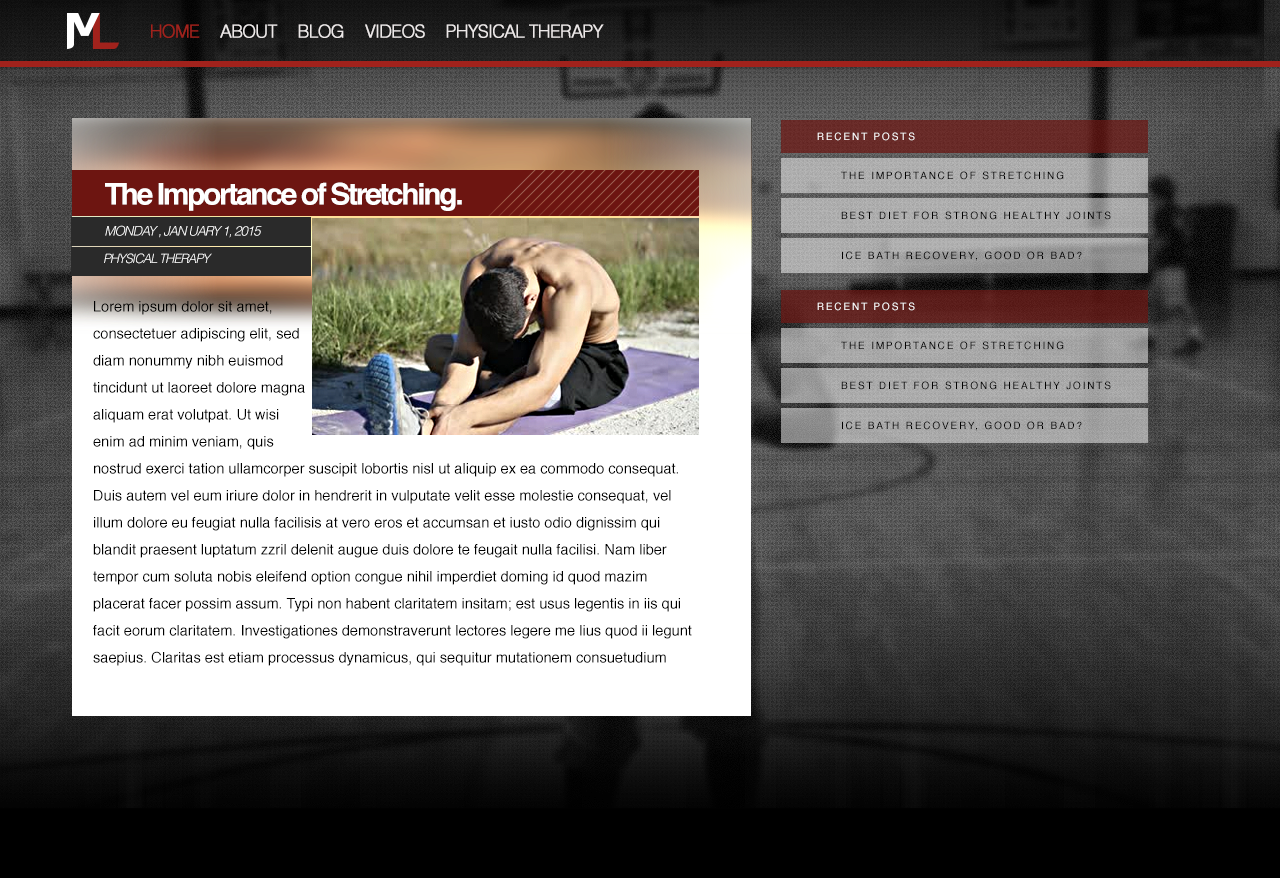 ML
HOME ABOUT BLOG VIDEOS PHYSICAL THERAPY
The Importance of Stretching.
MONDAY , JAN UARY 1, 2015
PHYSICAL THERAPY
Lorem ipsum dolor sit amet,
consectetuer adipiscing elit, sed
diam nonummy nibh euismod
tincidunt ut laoreet dolore magna
aliquam erat volutpat. Ut wisi
enim ad minim veniam, quis
nostrud exerci tation ullamcorper suscipit lobortis nisl ut aliquip ex ea commodo consequat.
Duis autem vel eum iriure dolor in hendrerit in vulputate velit esse molestie consequat, vel
illum dolore eu feugiat nulla facilisis at vero eros et accumsan et iusto odio dignissim qui
blandit praesent luptatum zzril delenit augue duis dolore te feugait nulla facilisi. Nam liber
tempor cum soluta nobis eleifend option congue nihil imperdiet doming id quod mazim
placerat facer possim assum. Typi non habent claritatem insitam; est usus legentis in iis qui
facit eorum claritatem. Investigationes demonstraverunt lectores legere me lius quod ii legunt
saepius. Claritas est etiam processus dynamicus, qui sequitur mutationem consuetudium
RECENT POSTS
THE IMPORTANCE OF STRETCHING
BEST DIET FOR STRONG HEALTHY JOINTS
ICE BATH RECOVERY, GOOD OR BAD?
RECENT POSTS
THE IMPORTANCE OF STRETCHING
BEST DIET FOR STRONG HEALTHY JOINTS
ICE BATH RECOVERY, GOOD OR BAD?